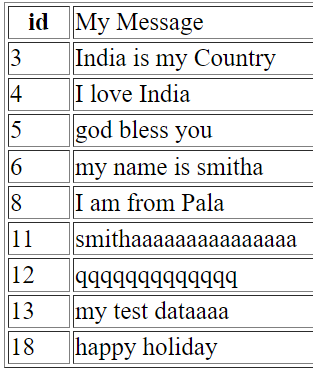 id My Message
3 India is my Country
4 I love India
5 god bless you
6 my name is smitha
8 I am from Pala
11 smithaaaaaaaaaaaaaaa
12 qqqqqqqqqqqqq
13 my test dataaaa
18 happy holiday